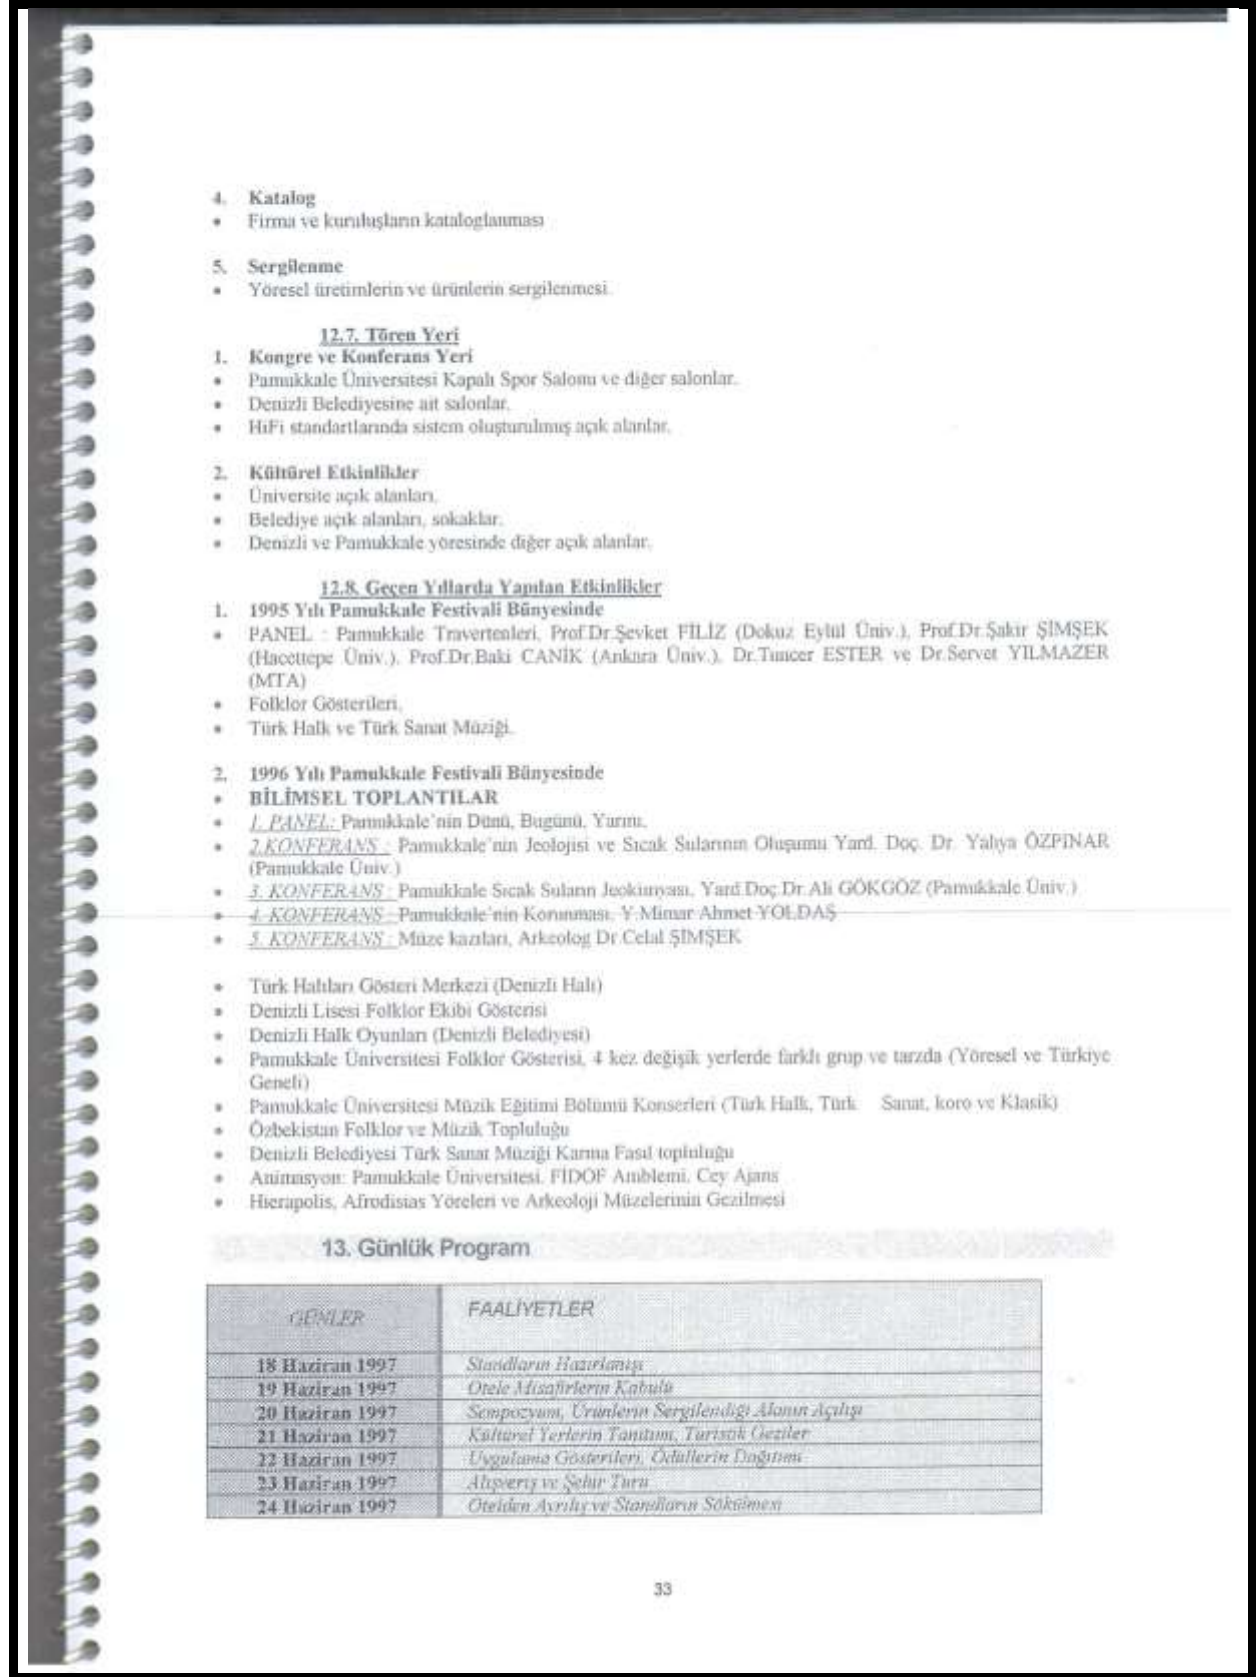 4. Katalog
• Firma ve kuruluşların kataloglanması
5. Sergilenme
• Yöresel üretimlerin ve ürünlerin sergilenmesi.
12.7. Tören Yeri
1. Kongre ve Konferans Yeri
• Pamukkale Üniversitesi Kapalı Spor Salonu ve diğer salonlar.
• Denizli Belediyesine ait salonlar.
• HiFi standartlarında sistem oluşturulmuş açık alanlar.
2. Kültürel Etkinlikler
• Üniversite açık alanları,
• Belediye açık alanları, sokaklar.
• Denizli ve Pamukkale yöresinde diğer açık alanlar.
12.8. Geçen Yıllarda Yapılan Etkinlikler
1. 1995 Yılı Pamukkale Festivali Bünyesinde
• PANEL : Pamukkale Travertenleri, Prof.Dr.Şevket FİLİZ (Dokuz Eylül Üniv.), Prof.Dr.Şakir ŞİMŞEK
(Hacettepe Üniv.), Prof.Dr.Baki CANİK (Ankara Üniv.), Dr.Tuncer ESTER ve Dr.Servet YILMAZER
(MTA)
• Folklor Gösterileri,
• Türk Halk ve Türk Sanat Müziği.
2. 1996 Yılı Pamukkale Festivali Bünyesinde
• BİLİMSEL TOPLANTILAR
• 1. PANEL: Pamukkale'nin Dünü, Bugünü, Yarını,
• 2.KONFERANS : Pamukkale'nin Jeolojisi ve Sıcak Sularının Oluşumu Yard. Doç. Dr. Yahya ÖZPINAR
(Pamukkale Üniv.)
• 3. KONFERANS : Pamukkale Sıcak Suların Jeokimyası, Yard.Doç.Dr.Ali GÖKGÖZ (Pamukkale Üniv.)
• 4. KONFERANS : Pamukkale'nin Korunması, Y.Mimar Ahmet YOLDAŞ
• 5. KONFERANS : Müze kazıları, Arkeolog Dr.Celal ŞİMŞEK
• Türk Halıları Gösteri Merkezi (Denizli Halı)
• Denizli Lisesi Folklor Ekibi Gösterisi
• Denizli Halk Oyunları (Denizli Belediyesi)
• Pamukkale Üniversitesi Folklor Gösterisi, 4 kez değişik yerlerde farklı grup ve tarzda (Yöresel ve Türkiye
Geneli)
• Pamukkale Üniversitesi Müzik Eğitimi Bölümü Konserleri (Türk Halk, Türk Sanat, koro ve Klasik)
• Özbekistan Folklor ve Müzik Topluluğu
• Denizli Belediyesi Türk Sanat Müziği Karma Fasıl topluluğu
• Animasyon: Pamukkale Üniversitesi, FİDOF Amblemi, Cey Ajans
• Hierapolis, Afrodisias Yöreleri ve Arkeoloji Müzelerinin Gezilmesi
13. Günlük Program
GÜNLER FAALİYETLER
18 Haziran 1997 Standların Hazırlanışı
19 Haziran 1997 Otele Misafirlerin Kabulü
20 Haziran 1997 Sempozyum, Ürünlerin Sergilendiği Alanın Açılışı
21 Haziran 1997 Kültürel Yerlerin Tanıtımı, Turistik Geziler
22 Haziran 1997 Uygulama Gösterileri, Ödüllerin Dağıtımı
23 Haziran 1997 Alışveriş ve Şehir Turu
24 Haziran 1997 Otelden Ayrılış ve Standların Sökülmesi
33